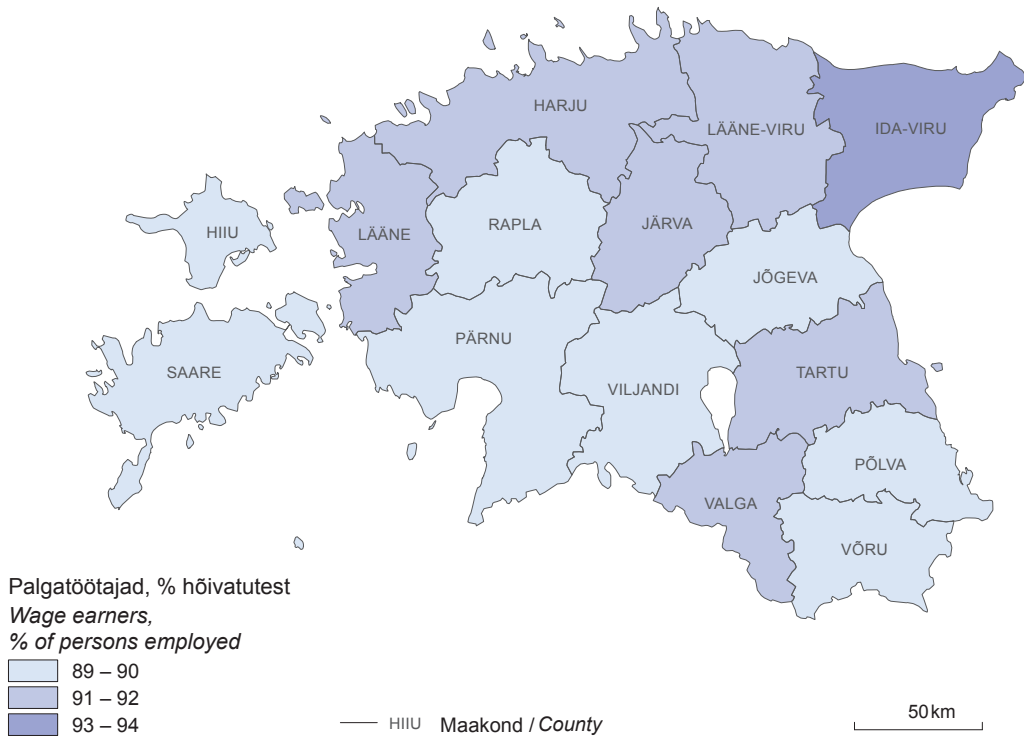 HARJU
LÄÄNE-VIRU
IDA-VIRU
HIIU
LÄÄNE
RAPLA
JÄRVA
JÕGEVA
SAARE
PÄRNU
VILJANDI
TARTU
PÕLVA
VALGA
VÕRU
Palgatöötajad, % hõivatutest
Wage earners,
% of persons employed
89 – 90
91 – 92
93 – 94
HIIU Maakond / County
50 km